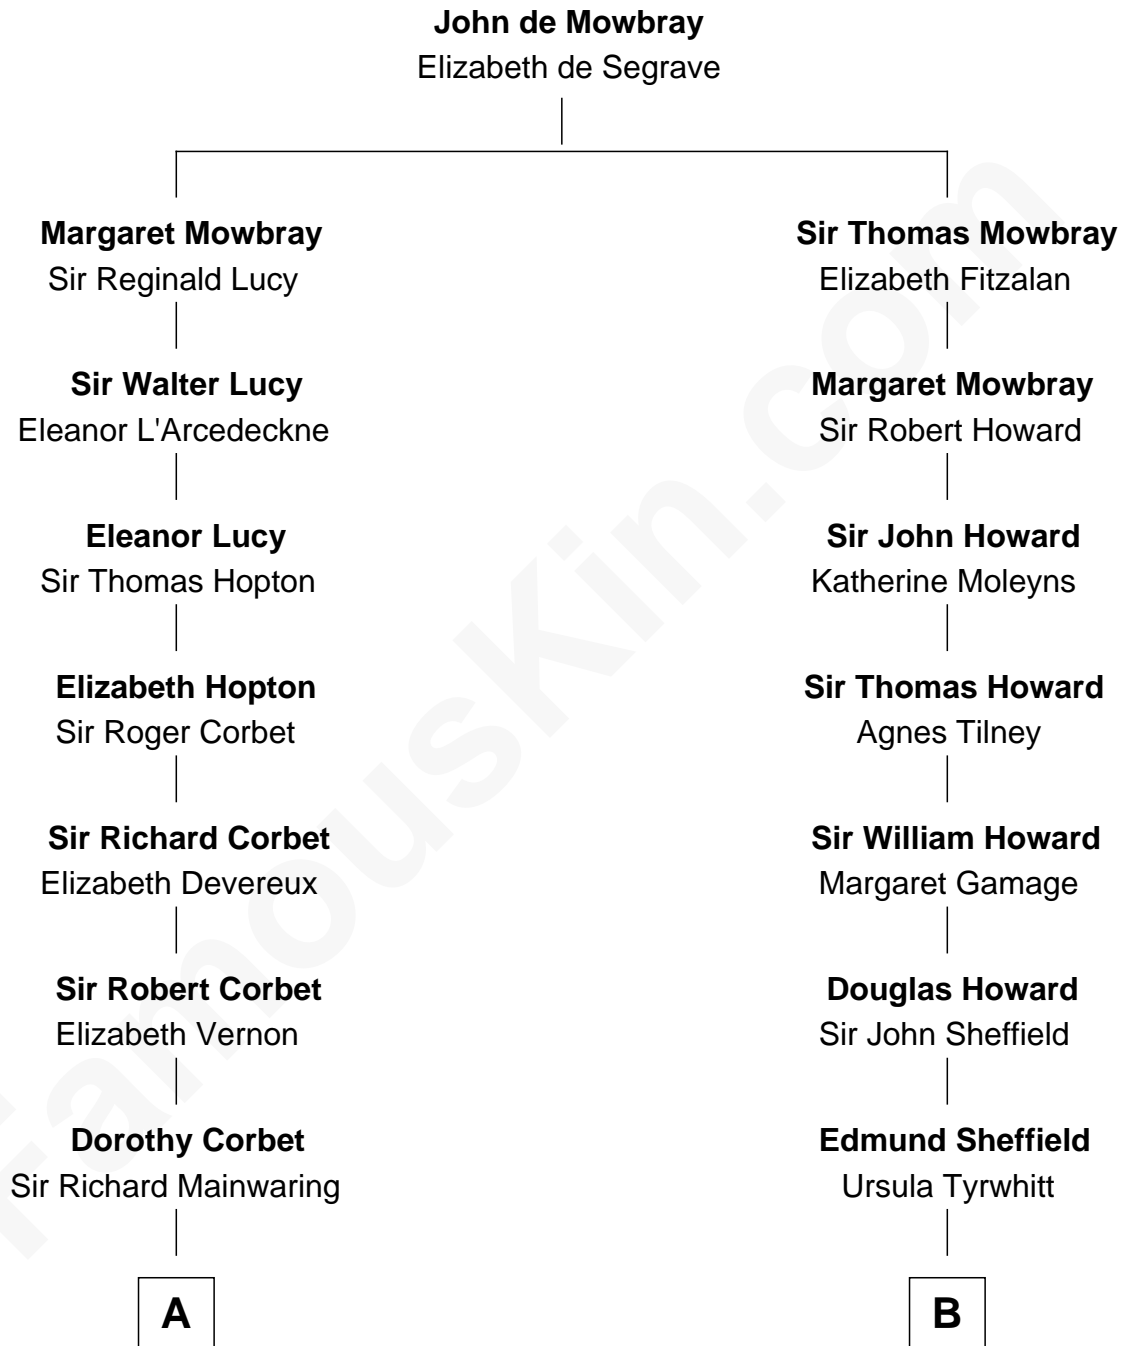 John de Mowbray
Elizabeth de Segrave
Margaret Mowbray
Sir Reginald Lucy
Sir Thomas Mowbray
Elizabeth Fitzalan
Sir Walter Lucy
Eleanor L'Arcedeckne
Margaret Mowbray
Sir Robert Howard
Eleanor Lucy
Sir Thomas Hopton
Sir John Howard
Katherine Moleyns
Elizabeth Hopton
Sir Roger Corbet
Sir Thomas Howard
Agnes Tilney
Sir Richard Corbet
Elizabeth Devereux
Sir William Howard
Margaret Gamage
Sir Robert Corbet
Elizabeth Vernon
Douglas Howard
Sir John Sheffield
Dorothy Corbet
Sir Richard Mainwaring
Edmund Sheffield
Ursula Tyrwhitt
A
B
FamousKin.com